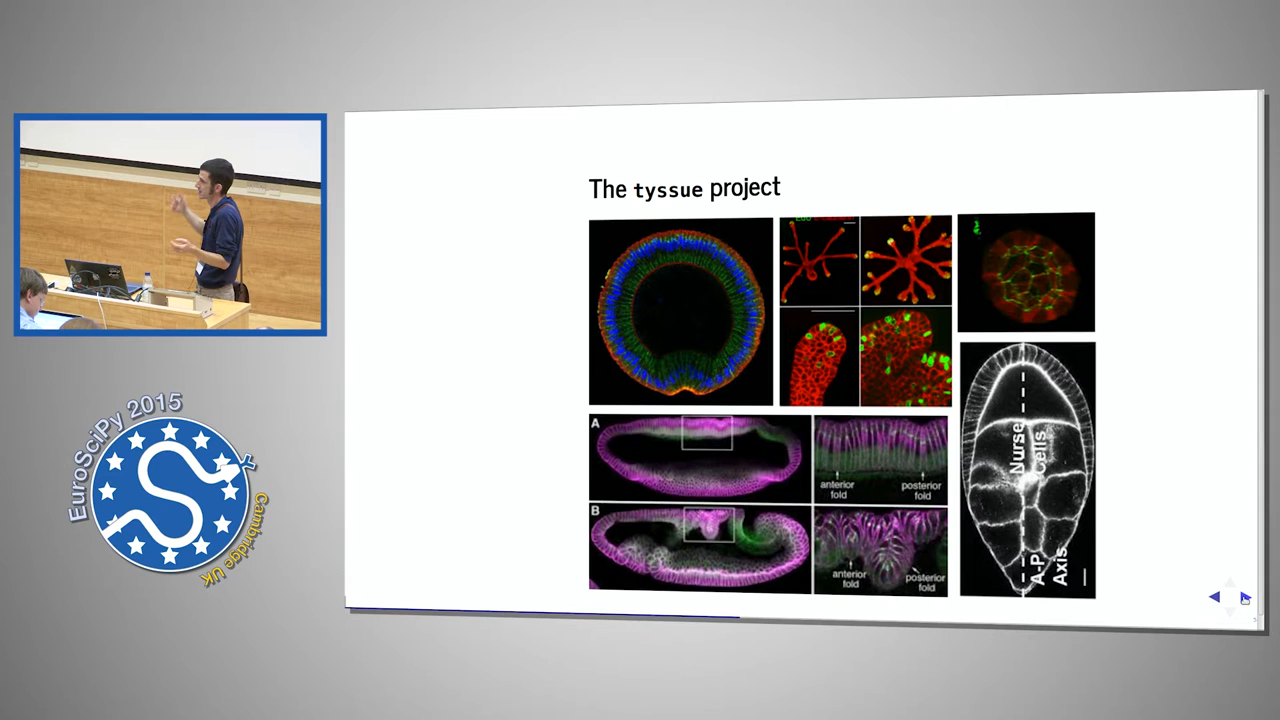 The tyssue project
A
anterior
fold
posterior
fold
B
anterior
fold
posterior
fold
Nurse
Cells
A-P
Axis
EuroSciPy 2015
Cambridge UK